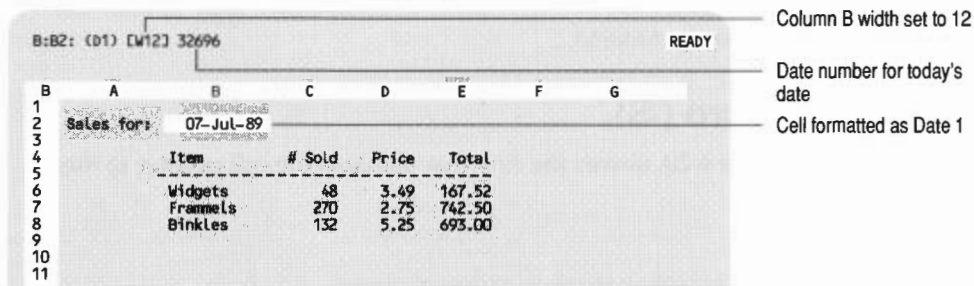 Column B width set to 12
B:B2: (D1) [W12] 32696 READY
Date number for today's
date
B A B C D E F G
1
2 Sales for: 07-Jul-89
Cell formatted as Date 1
3
4 Item # Sold Price Total
5 ---------------------------------
6 Widgets 48 3.49 167.52
7 Frammels 270 2.75 742.50
8 Binkles 132 5.25 693.00
9
10
11